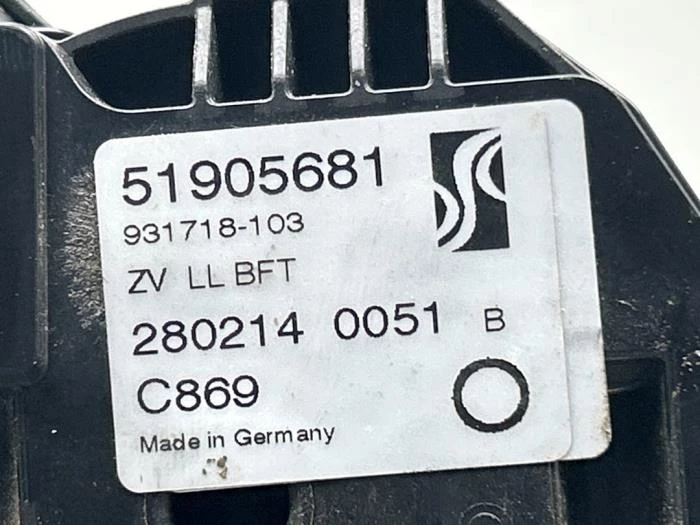 51905681
931718-103
ZV LL BFT
280214 0051 B
C869
Made in Germany